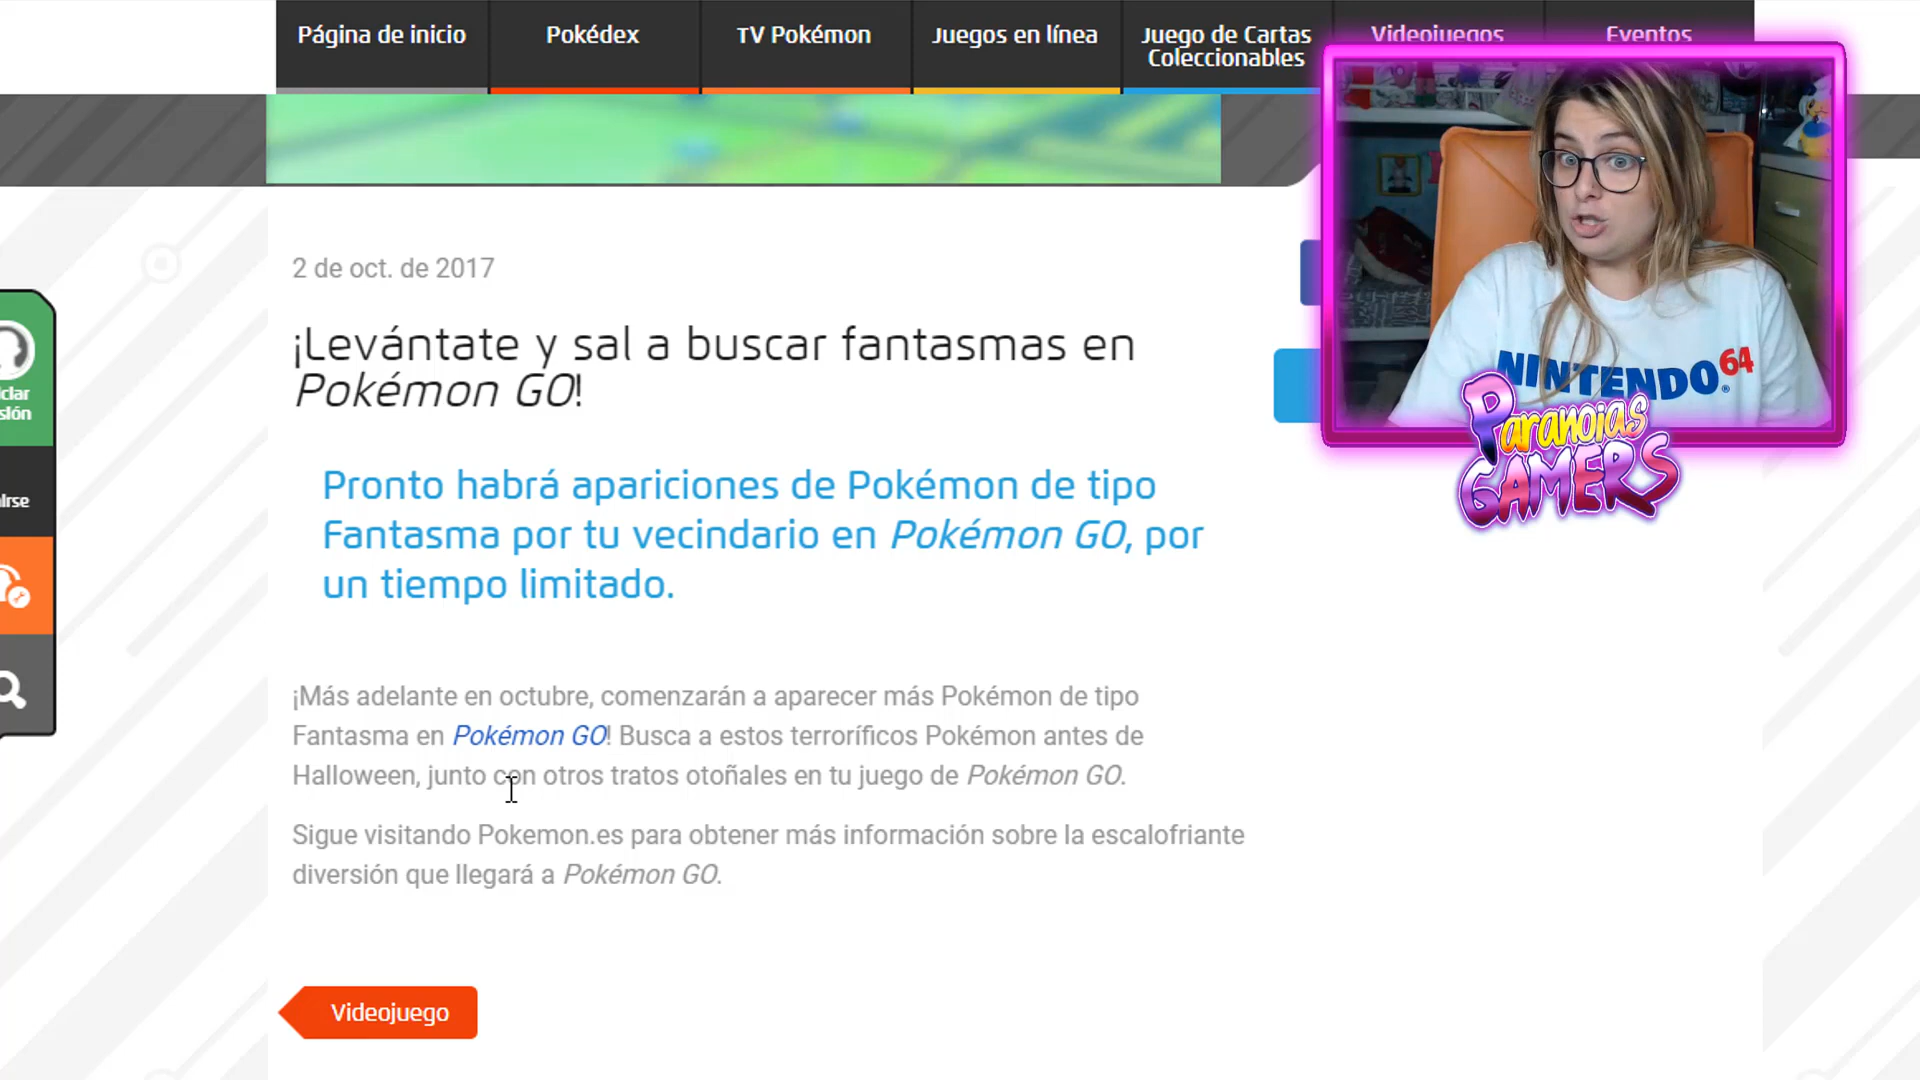 Página de inicio
Pokédex
TV Pokémon
Juegos en línea
Juego de Cartas
Coleccionables
Videojuegos
Eventos
2 de oct. de 2017
¡Levántate y sal a buscar fantasmas en
Pokémon GO!
Pronto habrá apariciones de Pokémon de tipo
Fantasma por tu vecindario en Pokémon GO, por
un tiempo limitado.
¡Más adelante en octubre, comenzarán a aparecer más Pokémon de tipo
Fantasma en Pokémon GO! Busca a estos terroríficos Pokémon antes de
Halloween, junto con otros tratos otoñales en tu juego de Pokémon GO.
Sigue visitando Pokemon.es para obtener más información sobre la escalofriante
diversión que llegará a Pokémon GO.
Videojuego
NINTENDO 64
Paranoias
GAMERS